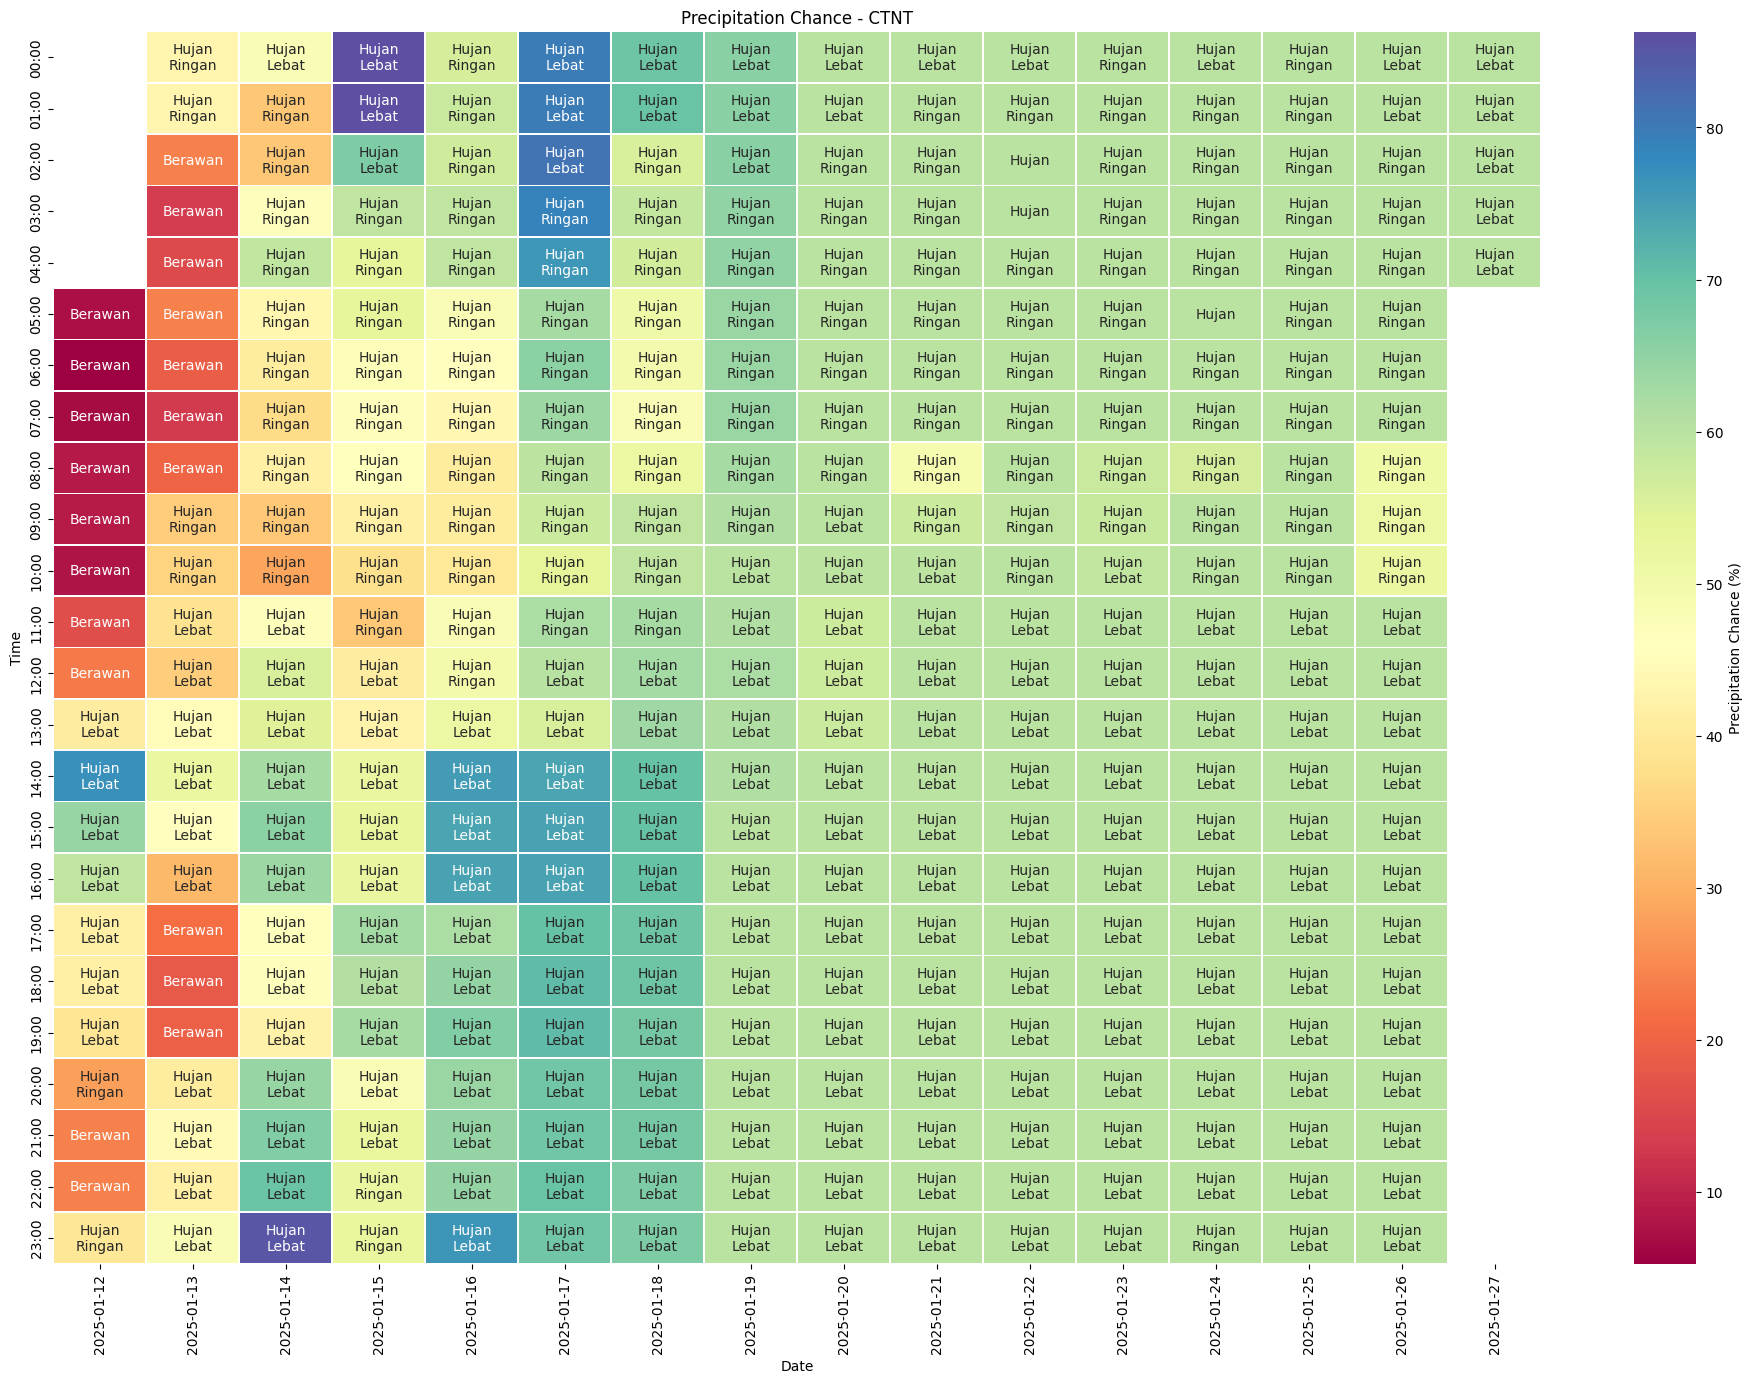 Precipitation Chance - CTNT
00:00 Hujan Ringan Hujan Lebat Hujan Lebat Hujan Ringan Hujan Lebat Hujan Lebat Hujan Lebat Hujan Lebat Hujan Lebat Hujan Lebat Hujan Ringan Hujan Lebat Hujan Ringan Hujan Lebat Hujan Lebat
01:00 Hujan Ringan Hujan Ringan Hujan Lebat Hujan Ringan Hujan Lebat Hujan Lebat Hujan Lebat Hujan Lebat Hujan Ringan Hujan Ringan Hujan Ringan Hujan Ringan Hujan Ringan Hujan Lebat Hujan Lebat
02:00 Berawan Hujan Ringan Hujan Lebat Hujan Ringan Hujan Lebat Hujan Ringan Hujan Lebat Hujan Ringan Hujan Ringan Hujan Hujan Ringan Hujan Ringan Hujan Ringan Hujan Ringan Hujan Lebat
03:00 Berawan Hujan Ringan Hujan Ringan Hujan Ringan Hujan Ringan Hujan Ringan Hujan Ringan Hujan Ringan Hujan Ringan Hujan Hujan Ringan Hujan Ringan Hujan Ringan Hujan Ringan Hujan Lebat
04:00 Berawan Hujan Ringan Hujan Ringan Hujan Ringan Hujan Ringan Hujan Ringan Hujan Ringan Hujan Ringan Hujan Ringan Hujan Ringan Hujan Ringan Hujan Ringan Hujan Ringan Hujan Ringan Hujan Lebat
05:00 Berawan Berawan Hujan Ringan Hujan Ringan Hujan Ringan Hujan Ringan Hujan Ringan Hujan Ringan Hujan Ringan Hujan Ringan Hujan Ringan Hujan Ringan Hujan Hujan Ringan Hujan Ringan
06:00 Berawan Berawan Hujan Ringan Hujan Ringan Hujan Ringan Hujan Ringan Hujan Ringan Hujan Ringan Hujan Ringan Hujan Ringan Hujan Ringan Hujan Ringan Hujan Ringan Hujan Ringan Hujan Ringan
07:00 Berawan Berawan Hujan Ringan Hujan Ringan Hujan Ringan Hujan Ringan Hujan Ringan Hujan Ringan Hujan Ringan Hujan Ringan Hujan Ringan Hujan Ringan Hujan Ringan Hujan Ringan Hujan Ringan
08:00 Berawan Berawan Hujan Ringan Hujan Ringan Hujan Ringan Hujan Ringan Hujan Ringan Hujan Ringan Hujan Ringan Hujan Ringan Hujan Ringan Hujan Ringan Hujan Ringan Hujan Ringan Hujan Ringan
09:00 Berawan Hujan Ringan Hujan Ringan Hujan Ringan Hujan Ringan Hujan Ringan Hujan Ringan Hujan Ringan Hujan Lebat Hujan Ringan Hujan Ringan Hujan Ringan Hujan Ringan Hujan Ringan Hujan Ringan
10:00 Berawan Hujan Ringan Hujan Ringan Hujan Ringan Hujan Ringan Hujan Ringan Hujan Ringan Hujan Lebat Hujan Lebat Hujan Lebat Hujan Ringan Hujan Lebat Hujan Ringan Hujan Ringan Hujan Ringan
11:00 Berawan Hujan Lebat Hujan Lebat Hujan Ringan Hujan Ringan Hujan Ringan Hujan Ringan Hujan Lebat Hujan Lebat Hujan Lebat Hujan Lebat Hujan Lebat Hujan Lebat Hujan Lebat Hujan Lebat
12:00 Berawan Hujan Lebat Hujan Lebat Hujan Lebat Hujan Ringan Hujan Lebat Hujan Lebat Hujan Lebat Hujan Lebat Hujan Lebat Hujan Lebat Hujan Lebat Hujan Lebat Hujan Lebat Hujan Lebat
13:00 Hujan Lebat Hujan Lebat Hujan Lebat Hujan Lebat Hujan Lebat Hujan Lebat Hujan Lebat Hujan Lebat Hujan Lebat Hujan Lebat Hujan Lebat Hujan Lebat Hujan Lebat Hujan Lebat Hujan Lebat
14:00 Hujan Lebat Hujan Lebat Hujan Lebat Hujan Lebat Hujan Lebat Hujan Lebat Hujan Lebat Hujan Lebat Hujan Lebat Hujan Lebat Hujan Lebat Hujan Lebat Hujan Lebat Hujan Lebat Hujan Lebat
15:00 Hujan Lebat Hujan Lebat Hujan Lebat Hujan Lebat Hujan Lebat Hujan Lebat Hujan Lebat Hujan Lebat Hujan Lebat Hujan Lebat Hujan Lebat Hujan Lebat Hujan Lebat Hujan Lebat Hujan Lebat
16:00 Hujan Lebat Hujan Lebat Hujan Lebat Hujan Lebat Hujan Lebat Hujan Lebat Hujan Lebat Hujan Lebat Hujan Lebat Hujan Lebat Hujan Lebat Hujan Lebat Hujan Lebat Hujan Lebat Hujan Lebat
17:00 Hujan Lebat Berawan Hujan Lebat Hujan Lebat Hujan Lebat Hujan Lebat Hujan Lebat Hujan Lebat Hujan Lebat Hujan Lebat Hujan Lebat Hujan Lebat Hujan Lebat Hujan Lebat Hujan Lebat
18:00 Hujan Lebat Berawan Hujan Lebat Hujan Lebat Hujan Lebat Hujan Lebat Hujan Lebat Hujan Lebat Hujan Lebat Hujan Lebat Hujan Lebat Hujan Lebat Hujan Lebat Hujan Lebat Hujan Lebat
19:00 Hujan Lebat Berawan Hujan Lebat Hujan Lebat Hujan Lebat Hujan Lebat Hujan Lebat Hujan Lebat Hujan Lebat Hujan Lebat Hujan Lebat Hujan Lebat Hujan Lebat Hujan Lebat Hujan Lebat
20:00 Hujan Ringan Hujan Lebat Hujan Lebat Hujan Lebat Hujan Lebat Hujan Lebat Hujan Lebat Hujan Lebat Hujan Lebat Hujan Lebat Hujan Lebat Hujan Lebat Hujan Lebat Hujan Lebat Hujan Lebat
21:00 Berawan Hujan Lebat Hujan Lebat Hujan Lebat Hujan Lebat Hujan Lebat Hujan Lebat Hujan Lebat Hujan Lebat Hujan Lebat Hujan Lebat Hujan Lebat Hujan Lebat Hujan Lebat Hujan Lebat
22:00 Berawan Hujan Lebat Hujan Lebat Hujan Ringan Hujan Lebat Hujan Lebat Hujan Lebat Hujan Lebat Hujan Lebat Hujan Lebat Hujan Lebat Hujan Lebat Hujan Lebat Hujan Lebat Hujan Lebat
23:00 Hujan Ringan Hujan Lebat Hujan Lebat Hujan Ringan Hujan Lebat Hujan Lebat Hujan Lebat Hujan Lebat Hujan Lebat Hujan Lebat Hujan Lebat Hujan Lebat Hujan Ringan Hujan Lebat Hujan Lebat
Time
2025-01-12 2025-01-13 2025-01-14 2025-01-15 2025-01-16 2025-01-17 2025-01-18 2025-01-19 2025-01-20 2025-01-21 2025-01-22 2025-01-23 2025-01-24 2025-01-25 2025-01-26 2025-01-27
Date
80
70
60
50
40
30
20
10
Precipitation Chance (%)